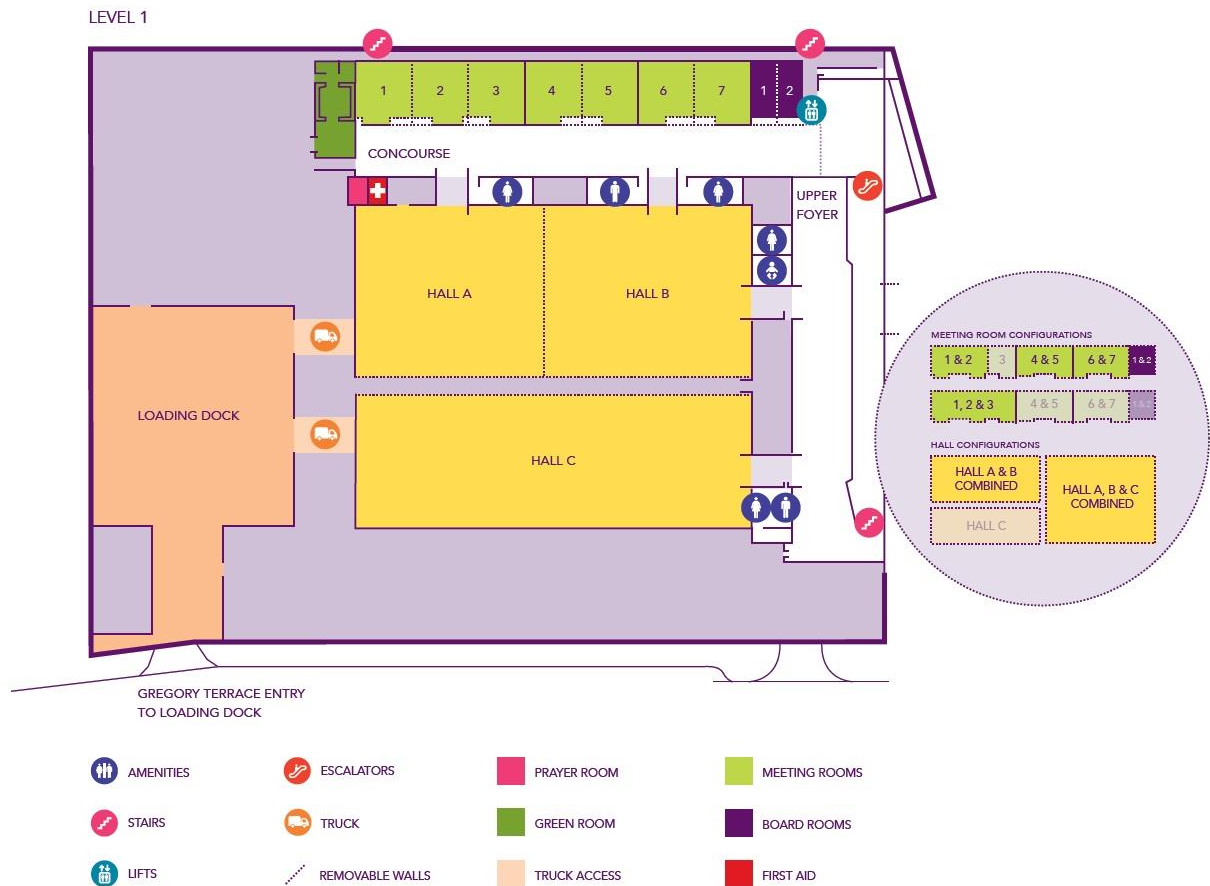 LEVEL 1
1 2 3 4 5 6 7 1 2
CONCOURSE
UPPER
FOYER
HALL A
HALL B
LOADING DOCK
HALL C
MEETING ROOM CONFIGURATIONS
1 & 2 3 4 & 5 6 & 7 1 & 2
1, 2 & 3 4 & 5 6 & 7 1 & 2
HALL CONFIGURATIONS
HALL A & B
COMBINED
HALL C
HALL A, B & C
COMBINED
GREGORY TERRACE ENTRY
TO LOADING DOCK
AMENITIES
ESCALATORS
PRAYER ROOM
MEETING ROOMS
STAIRS
TRUCK
GREEN ROOM
BOARD ROOMS
LIFTS
REMOVABLE WALLS
TRUCK ACCESS
FIRST AID